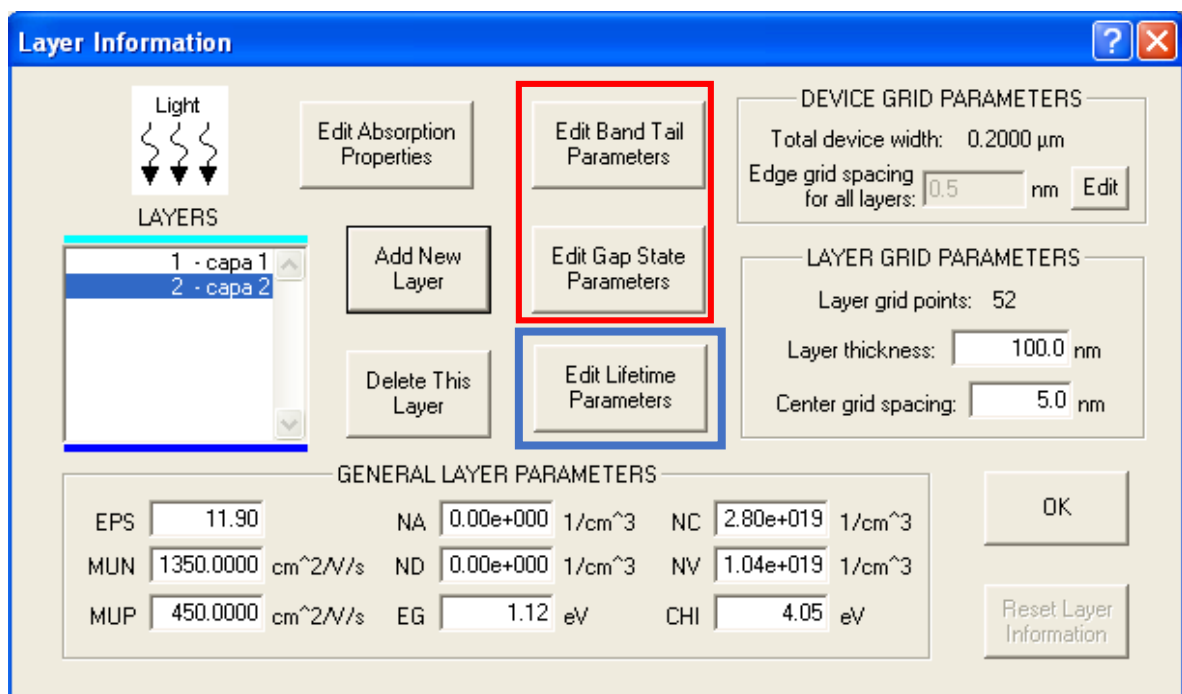 Layer Information
Light
Edit Absorption
Properties
Edit Band Tail
Parameters
DEVICE GRID PARAMETERS
Total device width: 0.2000 µm
Edge grid spacing
for all layers: 0.5 nm Edit
LAYERS
1 - capa 1
2 - capa 2
Add New
Layer
Edit Gap State
Parameters
LAYER GRID PARAMETERS
Layer grid points: 52
Layer thickness: 100.0 nm
Center grid spacing: 5.0 nm
Delete This
Layer
Edit Lifetime
Parameters
GENERAL LAYER PARAMETERS
EPS 11.90 NA 0.00e+000 1/cm^3 NC 2.80e+019 1/cm^3
MUN 1350.0000 cm^2/V/s ND 0.00e+000 1/cm^3 NV 1.04e+019 1/cm^3
MUP 450.0000 cm^2/V/s EG 1.12 eV CHI 4.05 eV
OK
Reset Layer
Information